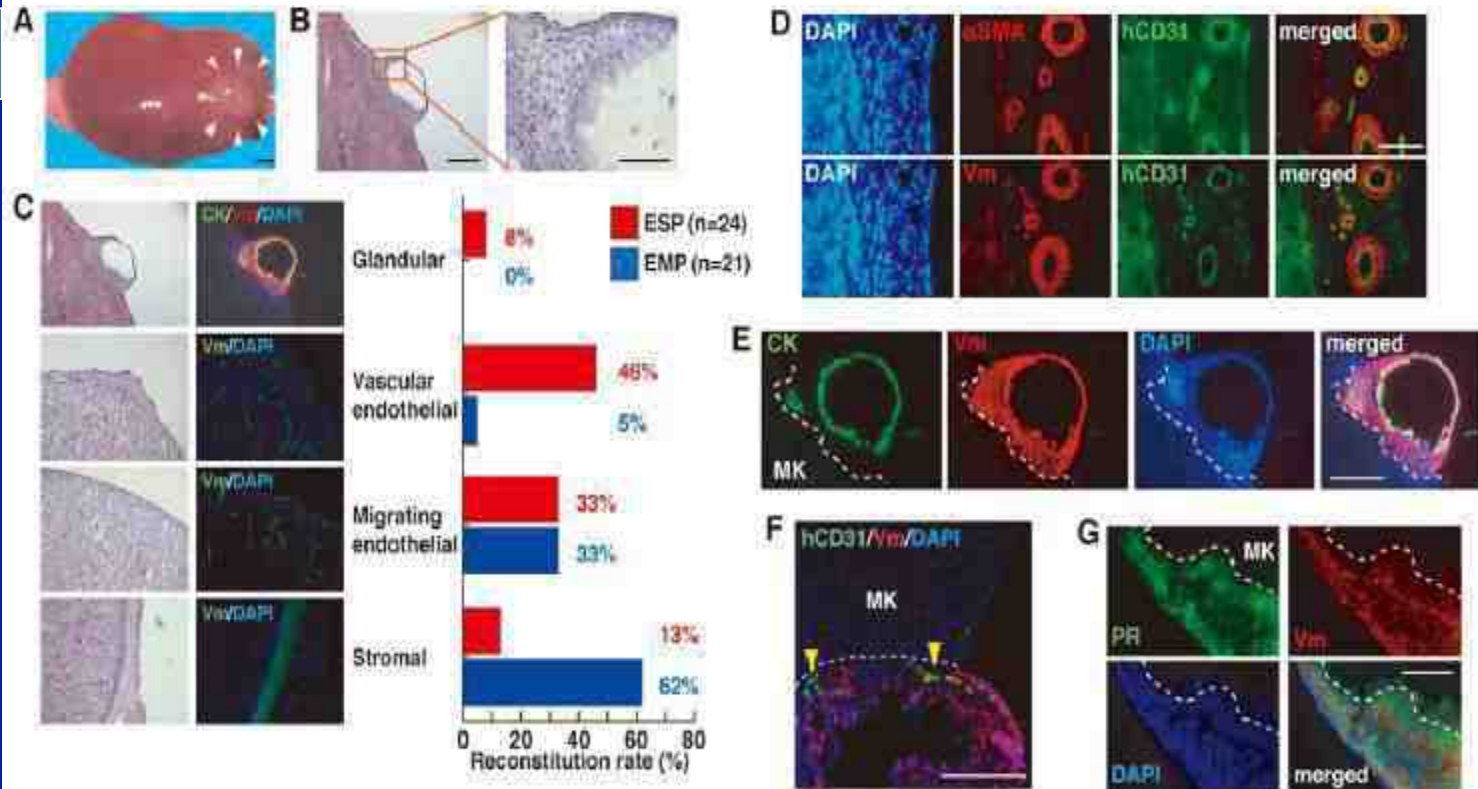 A
B
C
CK/Vm/DAPI
Vm/DAPI
Vm/DAPI
Vm/DAPI
Glandular
8%
0%
ESP (n=24)
EMP (n=21)
Vascular
endothelial
46%
5%
Migrating
endothelial
33%
33%
Stromal
13%
62%
0 20 40 60 80
Reconstitution rate (%)
D
DAPI αSMA hCD31 merged
DAPI Vm hCD31 merged
E
CK Vm DAPI merged
MK
F
hCD31/Vm/DAPI
MK
G
MK
PR Vm
DAPI merged